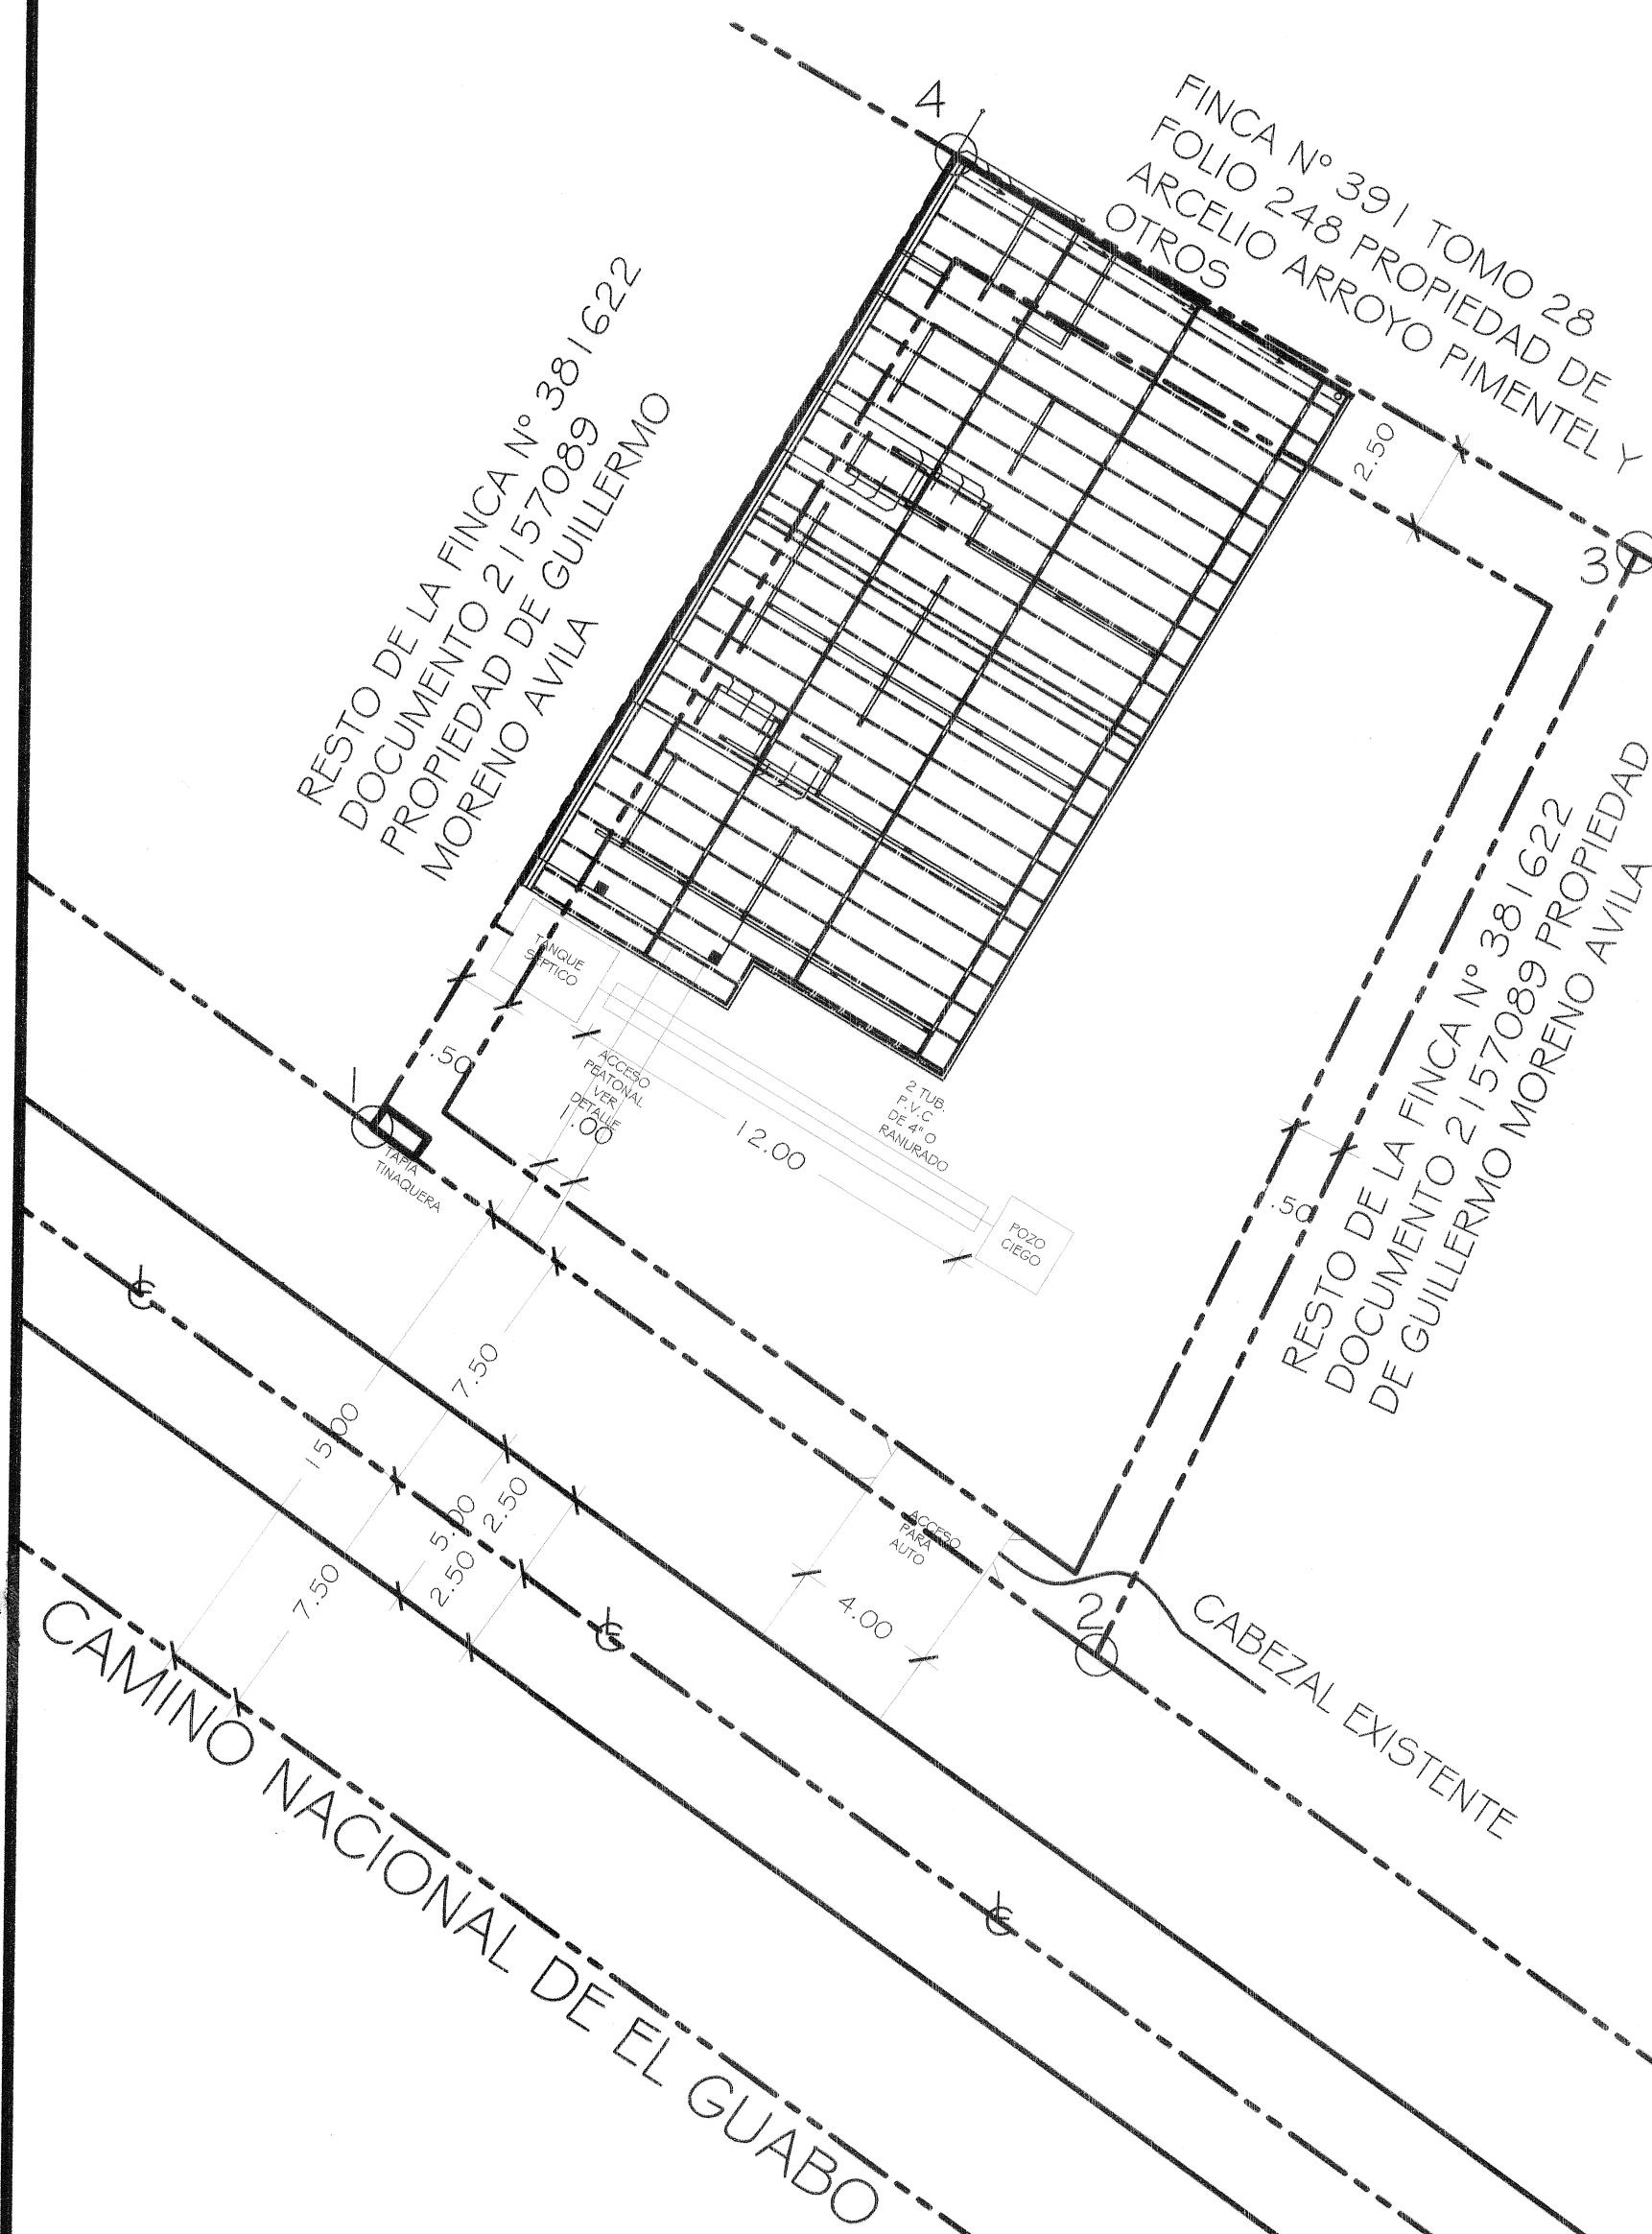 4
FINCA N° 391 TOMO 28
FOLIO 248 PROPIEDAD DE
ARCELIO ARROYO PIMENTEL Y
OTROS
RESTO DE LA FINCA N° 381622
DOCUMENTO 2157089
PROPIEDAD DE GUILLERMO
MORENO AVILA
2.50
3
TANQUE
SÉPTICO
.50
1
TAPIA
TINAQUERA
ACCESO
PEATONAL
VER
DETALLE
1.00
12.00
2 TUB.
P.V.C
DE 4" O
RANURADO
POZO
CIEGO
.50
RESTO DE LA FINCA N° 381622
DOCUMENTO 2157089 PROPIEDAD
DE GUILLERMO MORENO AVILA
7.50
15.00
2.50
5.00
2.50
7.50
ACCESO
PARA
AUTO
4.00
2
CABEZAL EXISTENTE
CAMINO NACIONAL DE EL GUABO